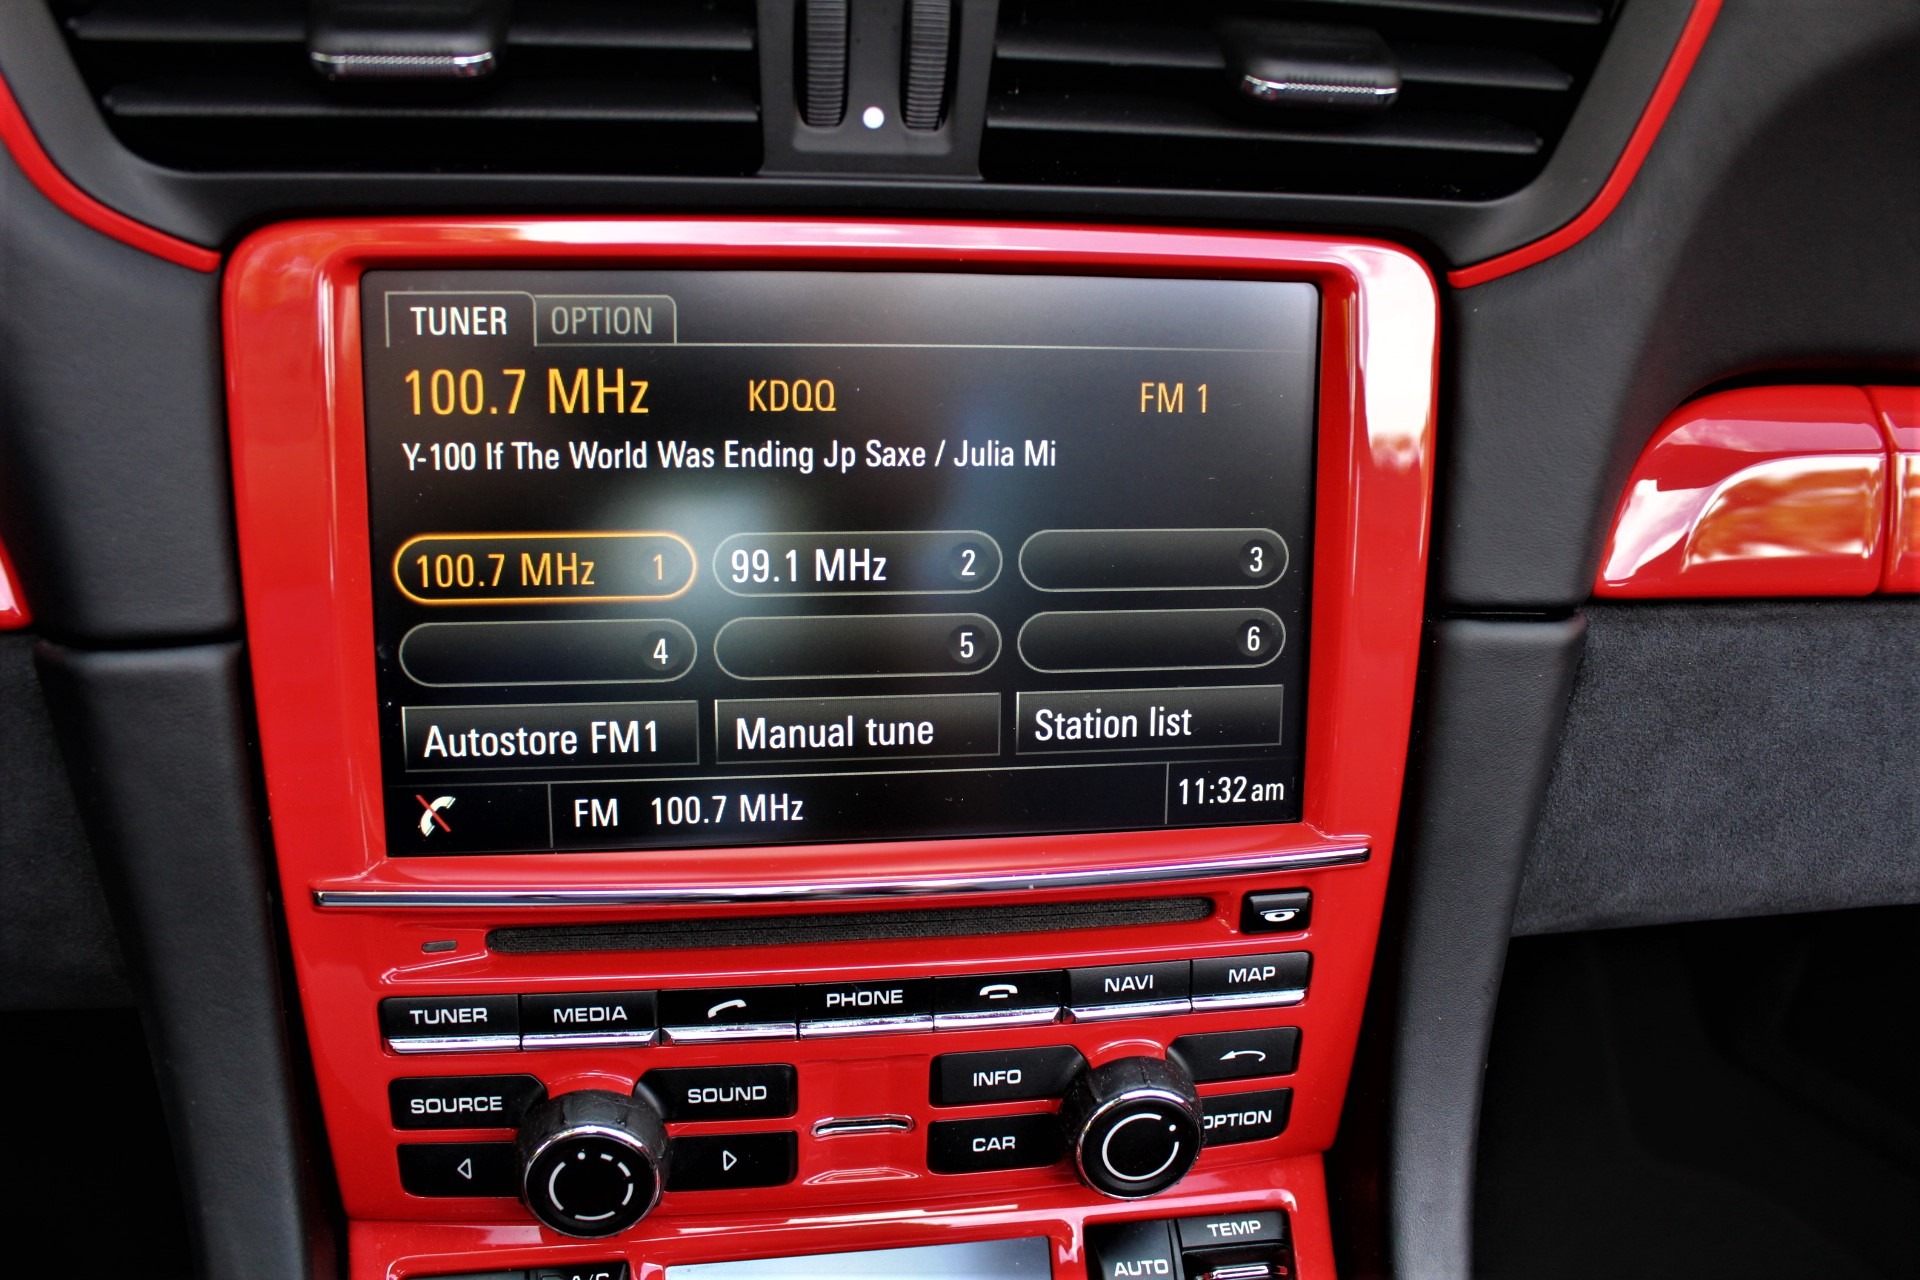 TUNER OPTION
100.7 MHz KDQQ FM 1
Y-100 If The World Was Ending Jp Saxe / Julia Mi
100.7 MHz 1 99.1 MHz 2 3
4 5 6
Autostore FM1 Manual tune Station list
FM 100.7 MHz 11:32am
TUNER MEDIA PHONE NAVI MAP
SOURCE SOUND INFO
CAR OPTION
TEMP
AUTO
A/C